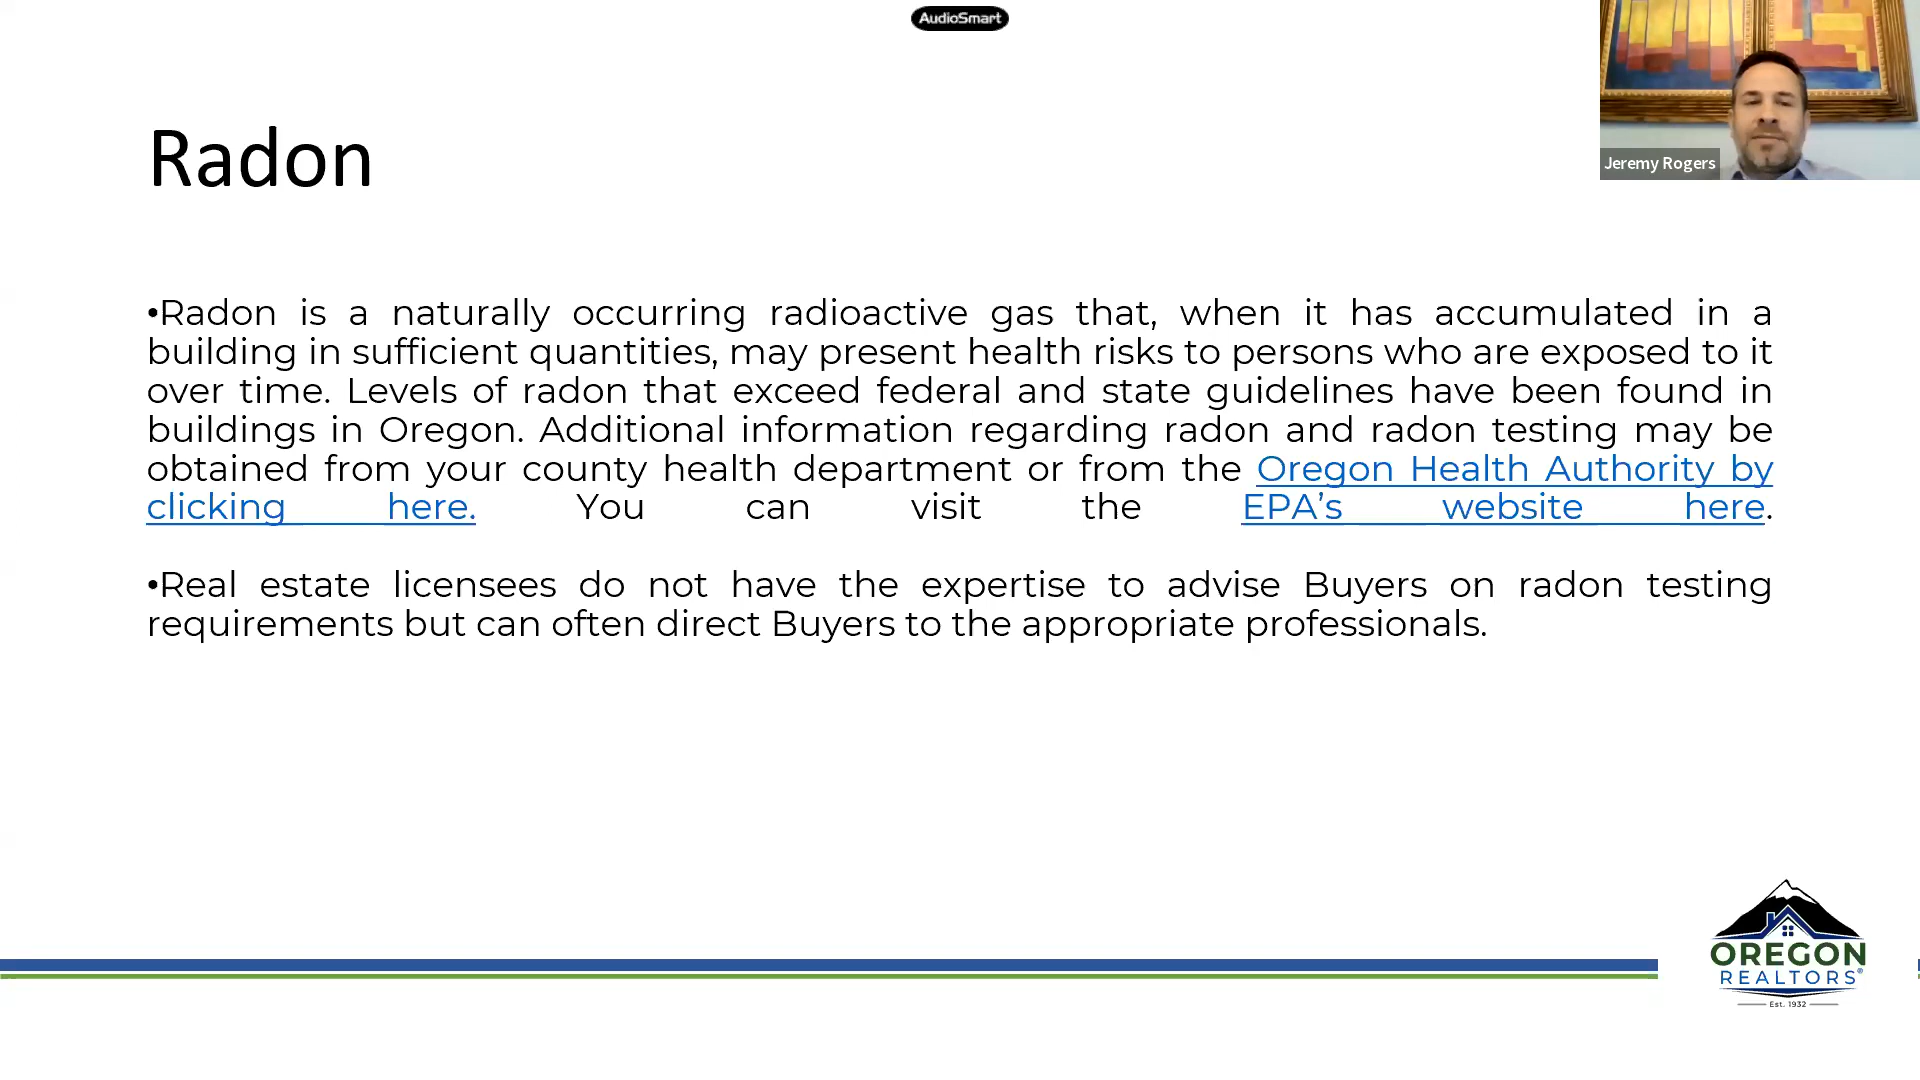 AudioSmart
Jeremy Rogers
Radon
•Radon is a naturally occurring radioactive gas that, when it has accumulated in a
building in sufficient quantities, may present health risks to persons who are exposed to it
over time. Levels of radon that exceed federal and state guidelines have been found in
buildings in Oregon. Additional information regarding radon and radon testing may be
obtained from your county health department or from the Oregon Health Authority by
clicking here. You can visit the EPA’s website here.
•Real estate licensees do not have the expertise to advise Buyers on radon testing
requirements but can often direct Buyers to the appropriate professionals.
OREGON
REALTORS®
Est. 1932